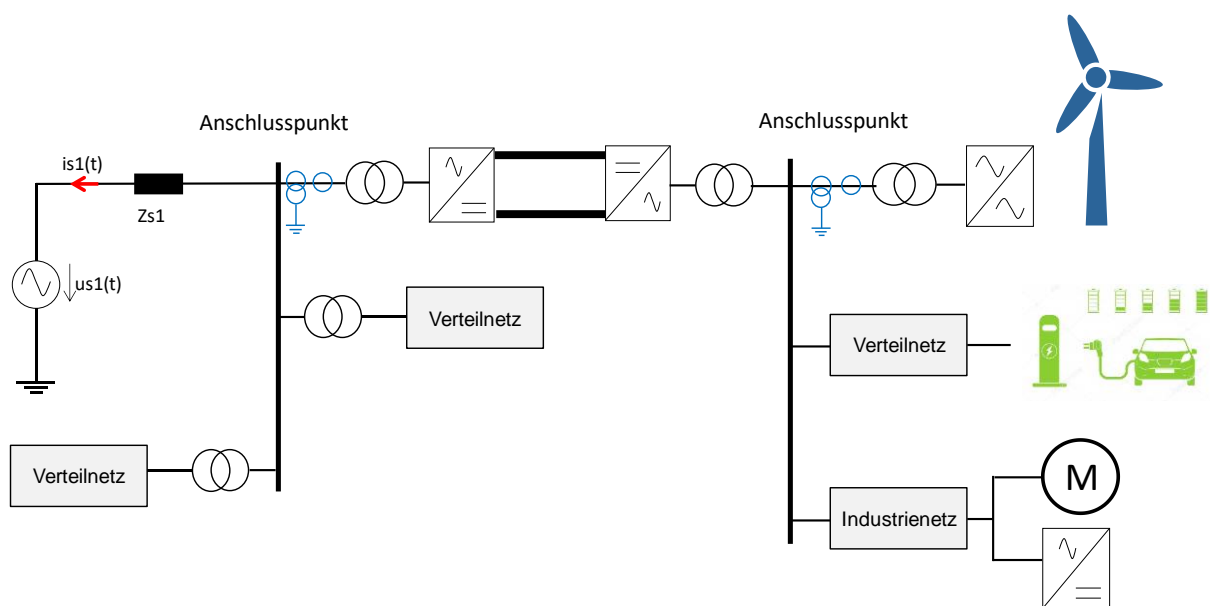 Anschlusspunkt
Anschlusspunkt
is1(t)
Zs1
us1(t)
Verteilnetz
Verteilnetz
Verteilnetz
Industrienetz
M